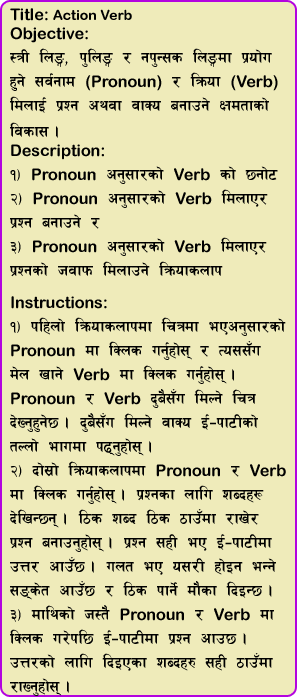 Title: Action Verb
Objective:
स्त्री लिङ्ग, पुलिङ्ग र नपुन्सक लिङ्गमा प्रयोग
हुने सर्वनाम (Pronoun) र क्रिया (Verb)
मिलाई प्रश्न अथवा वाक्य बनाउने क्षमताको
विकास ।
Description:
१) Pronoun अनुसारको Verb को छनोट
२) Pronoun अनुसारको Verb मिलाएर
प्रश्न बनाउने र
३) Pronoun अनुसारको Verb मिलाएर
प्रश्नको जवाफ मिलाउने क्रियाकलाप
Instructions:
१) पहिलो क्रियाकलापमा चित्रमा भएअनुसारको
Pronoun मा क्लिक गर्नुहोस् र त्यससँग
मेल खाने Verb मा क्लिक गर्नुहोस् ।
Pronoun र Verb दुबैसँग मिल्ने चित्र
देख्नुहुनेछ । दुबैसँग मिल्ने वाक्य ई-पाटीको
तल्लो भागमा पढ्नुहोस् ।
२) दोस्रो क्रियाकलापमा Pronoun र Verb
मा क्लिक गर्नुहोस् । प्रश्नका लागि शब्दहरू
देखिन्छन् । ठिक शब्द ठिक ठाउँमा राखेर
प्रश्न बनाउनुहोस् । प्रश्न सही भए ई-पाटीमा
उत्तर आउँछ । गलत भए यसरी होइन भन्ने
सङ्केत आउँछ र ठिक पार्ने मौका दिइन्छ ।
३) माथिको जस्तै Pronoun र Verb मा
क्लिक गरेपछि ई-पाटीमा प्रश्न आउछ ।
उत्तरको लागि दिइएका शब्दहरु सही ठाउँमा
राख्नुहोस् ।